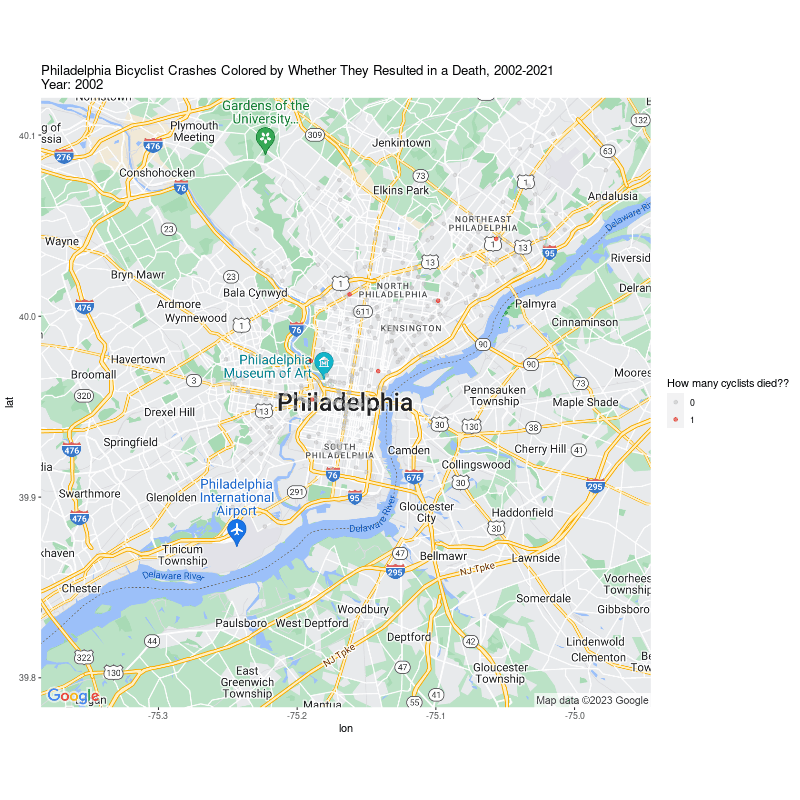 Philadelphia Bicyclist Crashes Colored by Whether They Resulted in a Death, 2002-2021
Year: 2002
Norristown
Gardens of the
University...
g of
ssia
Plymouth
Meeting
309
132
40.1
276
476
Jenkintown
63
Conshohocken
76
73
Elkins Park
1
Andalusia
Delaware Riv
23
NORTHEAST
PHILADELPHIA
Wayne
1
13
95
13
Riverside
Bryn Mawr
23
Bala Cynwyd
1
NORTH
PHILADELPHIA
Delran
476
Ardmore
Wynnewood
611
Palmyra
40.0
1
76
KENSINGTON
Cinnaminson
90
Havertown
Philadelphia
Museum of Art
90
Broomall
3
73
Moores
320
Pennsauken
Township
Maple Shade
Drexel Hill
13
Philadelphia
30
130
38
Springfield
SOUTH
PHILADELPHIA
Camden
Cherry Hill
41
476
dia
76
676
Collingswood
30
295
Philadelphia
International
Airport
Swarthmore
Glenolden
291
95
39.9
476
Gloucester
City
Haddonfield
30
Delaware River
khaven
Tinicum
Township
47
Bellmawr
Lawnside
295
NJ Tpke
Delaware River
Chester
Voorhees
Township
Somerdale
Gibbsboro
Woodbury
Paulsboro
West Deptford
44
Deptford
42
Lindenwold
322
130
NJ Tpke
47
Clementon
Be
Tow
East
Greenwich
Township
Gloucester
Township
39.8
Google
Logan
Mantua
55
41
Map data ©2023 Google
-75.3
-75.2
-75.1
-75.0
lon
lat
How many cyclists died??
0
1